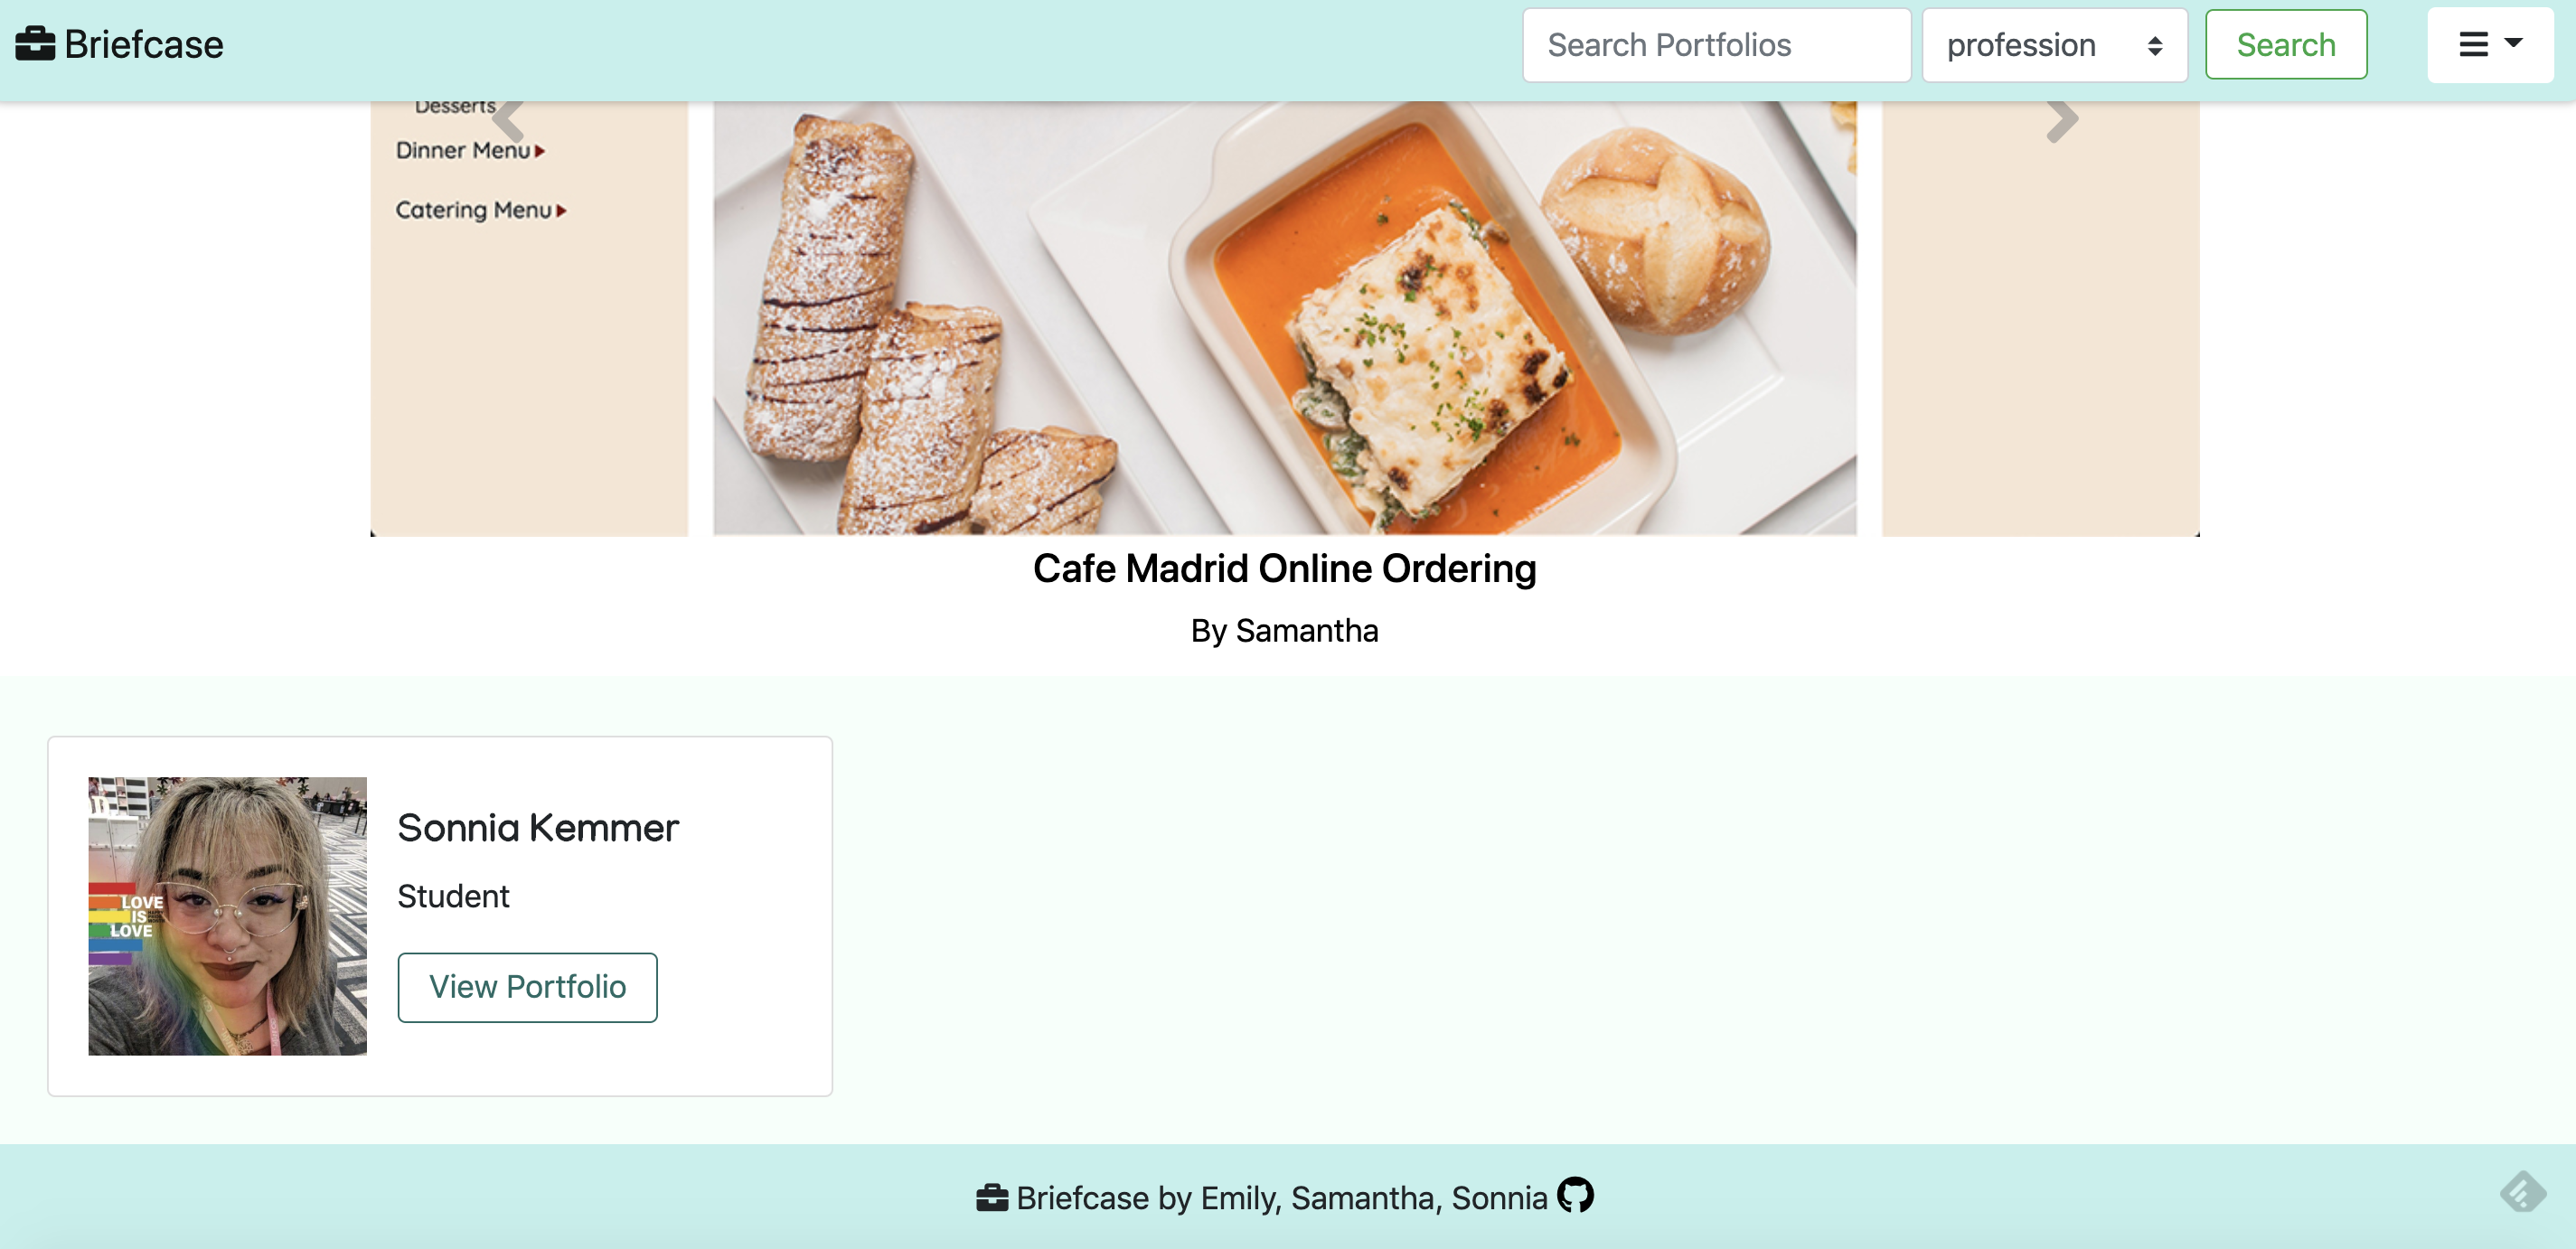 Briefcase
Search Portfolios
profession
Search
Desserts
Dinner Menu
Catering Menu
Cafe Madrid Online Ordering
By Samantha
LOVE
IS
LOVE
Sonnia Kemmer
Student
View Portfolio
Briefcase by Emily, Samantha, Sonnia